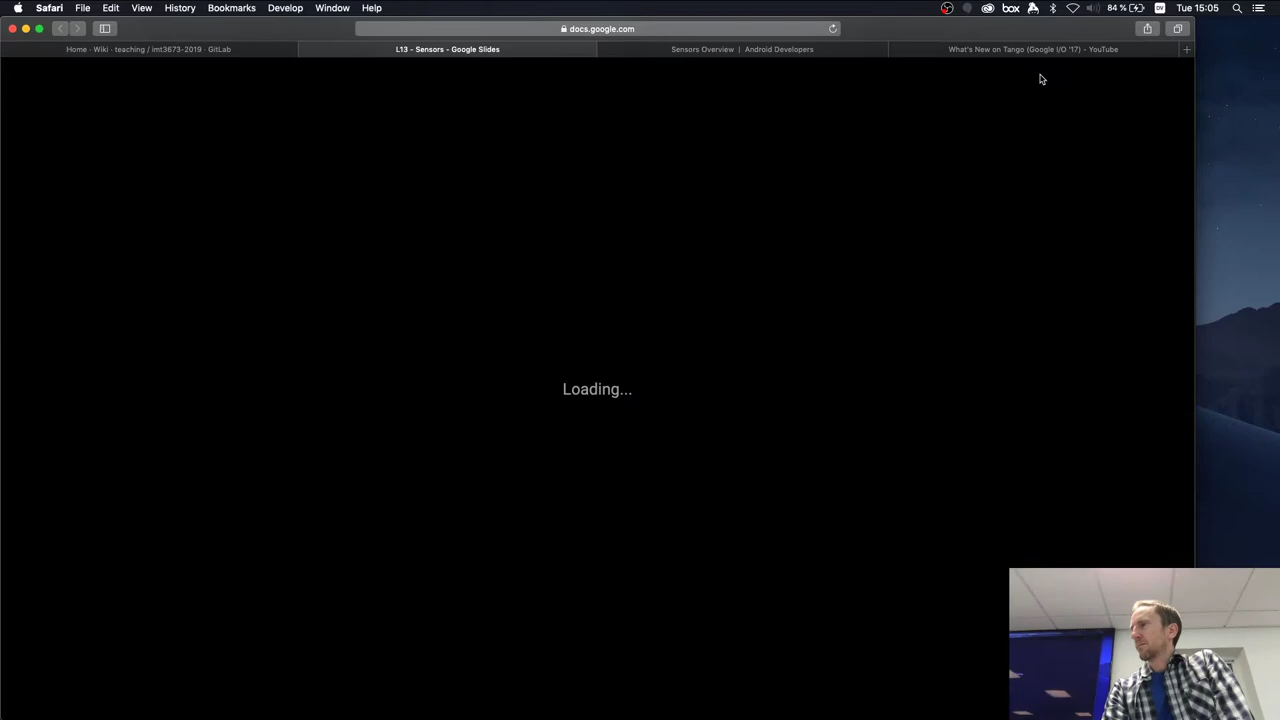 Safari File Edit View History Bookmarks Develop Window Help box 84 % DV Tue 15:05
docs.google.com
Home · Wiki · teaching / imt3673-2019 · GitLab
L13 - Sensors - Google Slides
Sensors Overview | Android Developers
What's New on Tango (Google I/O '17) - YouTube
Loading...